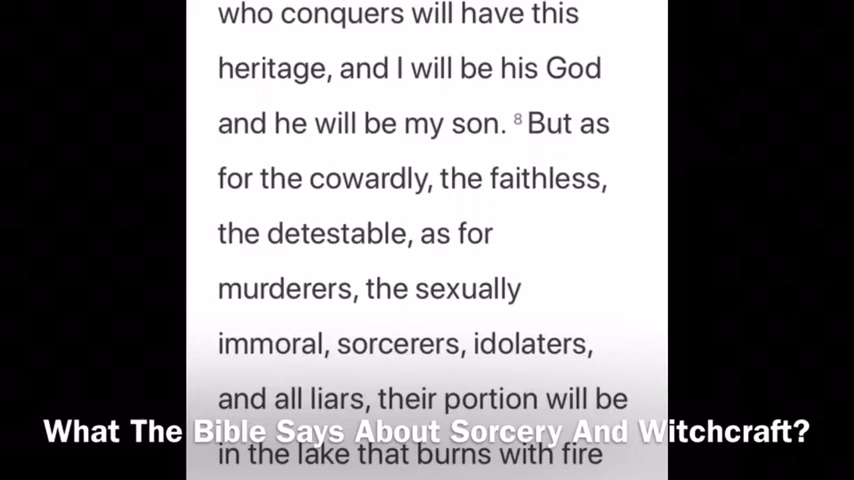 who conquers will have this
heritage, and I will be his God
and he will be my son. 8 But as
for the cowardly, the faithless,
the detestable, as for
murderers, the sexually
immoral, sorcerers, idolaters,
and all liars, their portion will be
What The Bible Says About Sorcery And Witchcraft?
in the lake that burns with fire